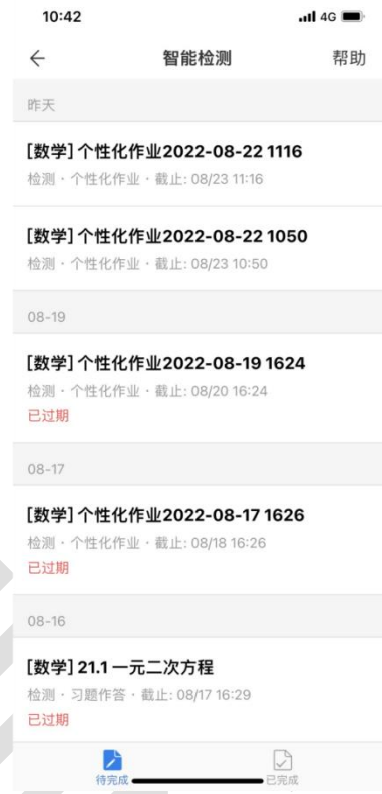 10:42
4G
智能检测
帮助
昨天
[数学] 个性化作业2022-08-22 1116
检测 · 个性化作业 · 截止: 08/23 11:16
[数学] 个性化作业2022-08-22 1050
检测 · 个性化作业 · 截止: 08/23 10:50
08-19
[数学] 个性化作业2022-08-19 1624
检测 · 个性化作业 · 截止: 08/20 16:24
已过期
08-17
[数学] 个性化作业2022-08-17 1626
检测 · 个性化作业 · 截止: 08/18 16:26
已过期
08-16
[数学] 21.1 一元二次方程
检测 · 习题作答 · 截止: 08/17 16:29
已过期
待完成
已完成